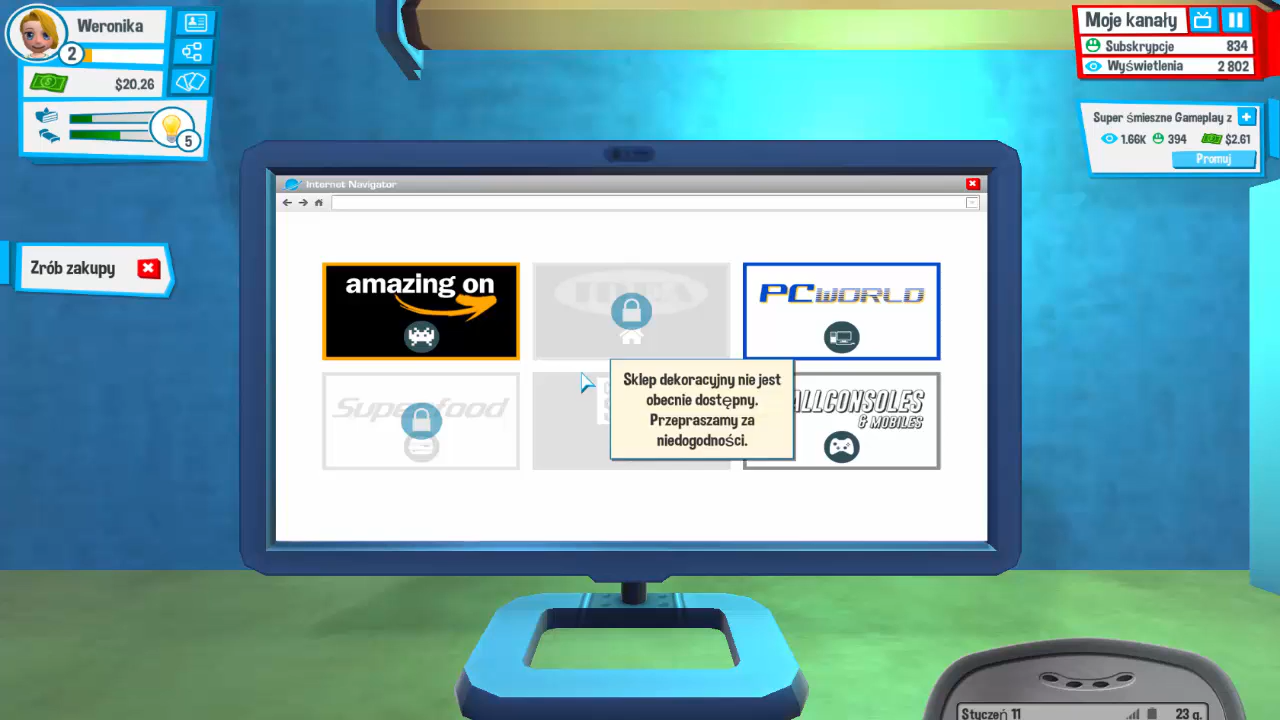 Weronika
2
$20.26
5
Moje kanały
Subskrypcje 834
Wyświetlenia 2 802
Super śmieszne Gameplay z
1.66K 394 $2.61
Promuj
Zrób zakupy
Internet Navigator
amazing on
PC WORLD
Superfood
Sklep dekoracyjny nie jest
obecnie dostępny.
Przepraszamy za
niedogodności.
ALLCONSOLES
& MOBILES
Styczeń 11
23 g.